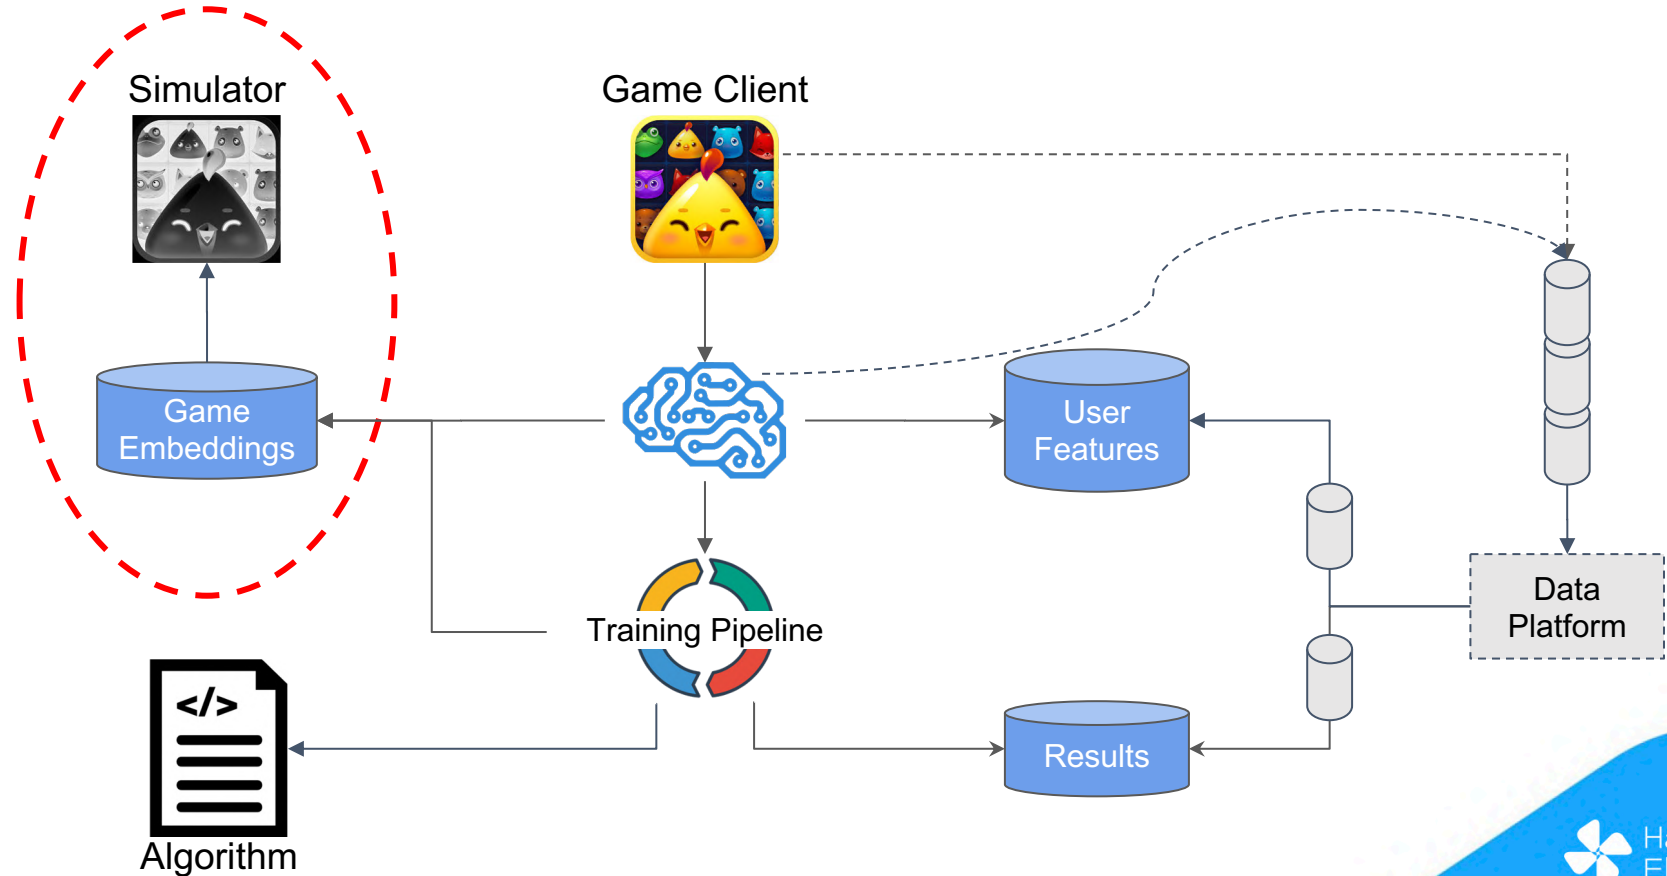 Simulator
Game Client
Game
Embeddings
User
Features
Data
Platform
Training Pipeline
</>
Results
Algorithm